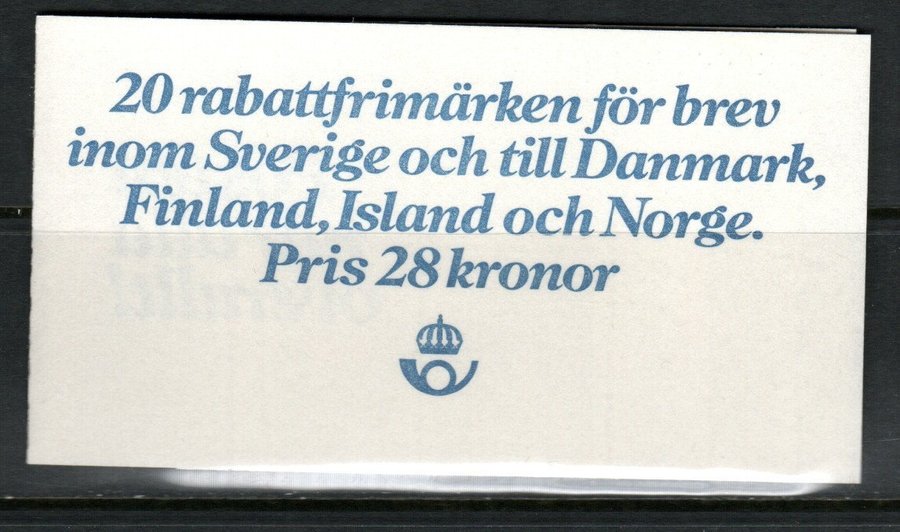 20 rabattfrimärken för brev
inom Sverige och till Danmark,
Finland, Island och Norge.
Pris 28 kronor